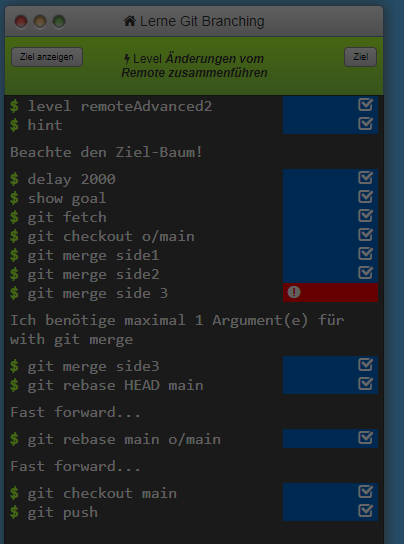 Lerne Git Branching
Ziel anzeigen
Level Änderungen vom
Remote zusammenführen
Ziel
$ level remoteAdvanced2
$ hint
Beachte den Ziel-Baum!
$ delay 2000
$ show goal
$ git fetch
$ git checkout o/main
$ git merge side1
$ git merge side2
$ git merge side 3
Ich benötige maximal 1 Argument(e) für
with git merge
$ git merge side3
$ git rebase HEAD main
Fast forward...
$ git rebase main o/main
Fast forward...
$ git checkout main
$ git push